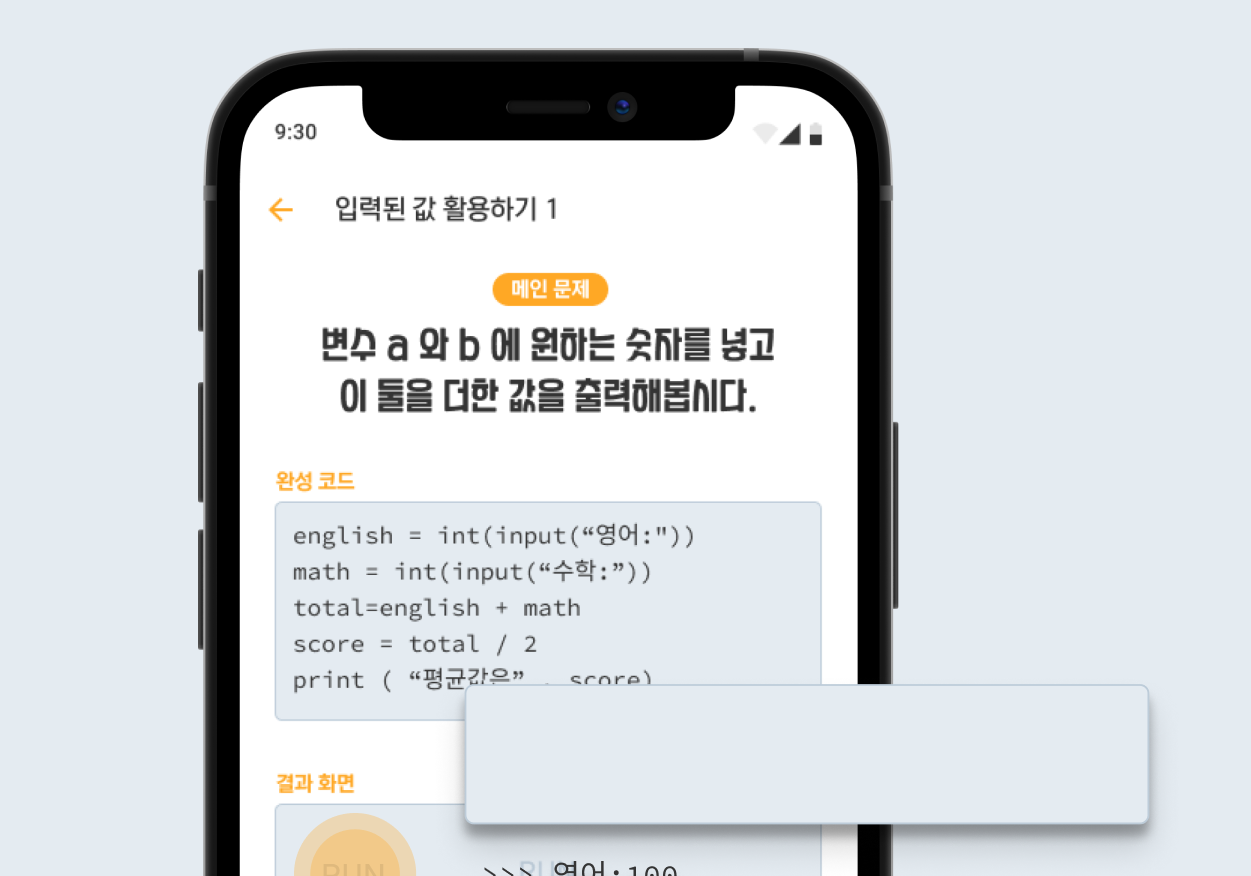 9:30
입력된 값 활용하기 1
메인 문제
변수 a 와 b 에 원하는 숫자를 넣고
이 둘을 더한 값을 출력해봅시다.
완성 코드
english = int(input(“영어:"))
math = int(input(“수학:”))
total=english + math
score = total / 2
print ( “평균값은” , score)
결과 화면
RUN
RUN
>>> 영어:100